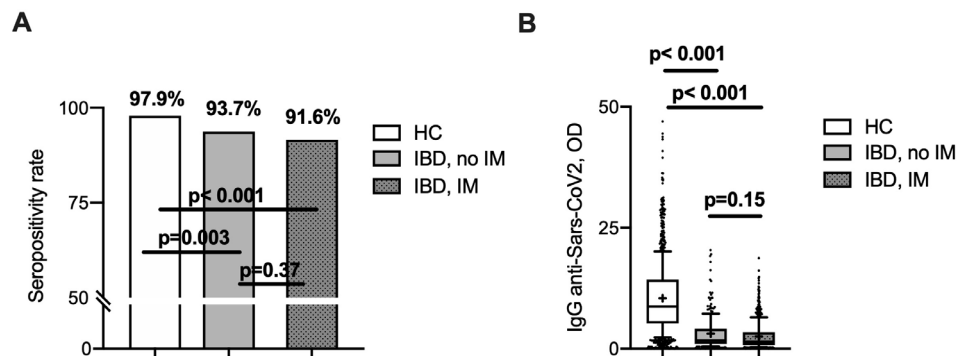 A
97.9%
93.7%
91.6%
100
75
50
0
Seropositivity rate
p< 0.001
p=0.003
p=0.37
HC
IBD, no IM
IBD, IM
B
p< 0.001
p< 0.001
p=0.15
50
25
0
IgG anti-Sars-CoV2, OD
HC
IBD, no IM
IBD, IM